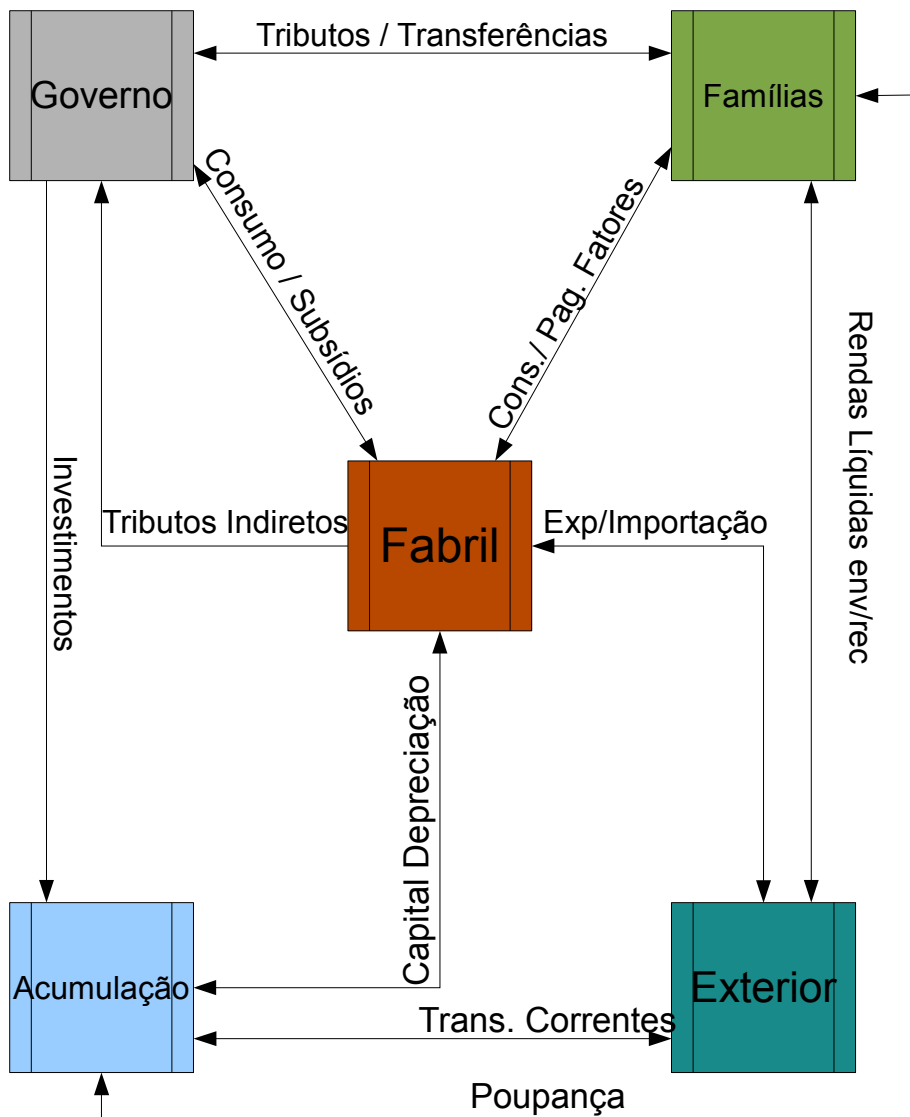 Tributos / Transferências
Governo
Famílias
Consumo / Subsídios
Cons./ Pag. Fatores
Rendas Líquidas env/rec
Investimentos
Tributos Indiretos
Fabril
Exp/Importação
Capital Depreciação
Acumulação
Exterior
Trans. Correntes
Poupança